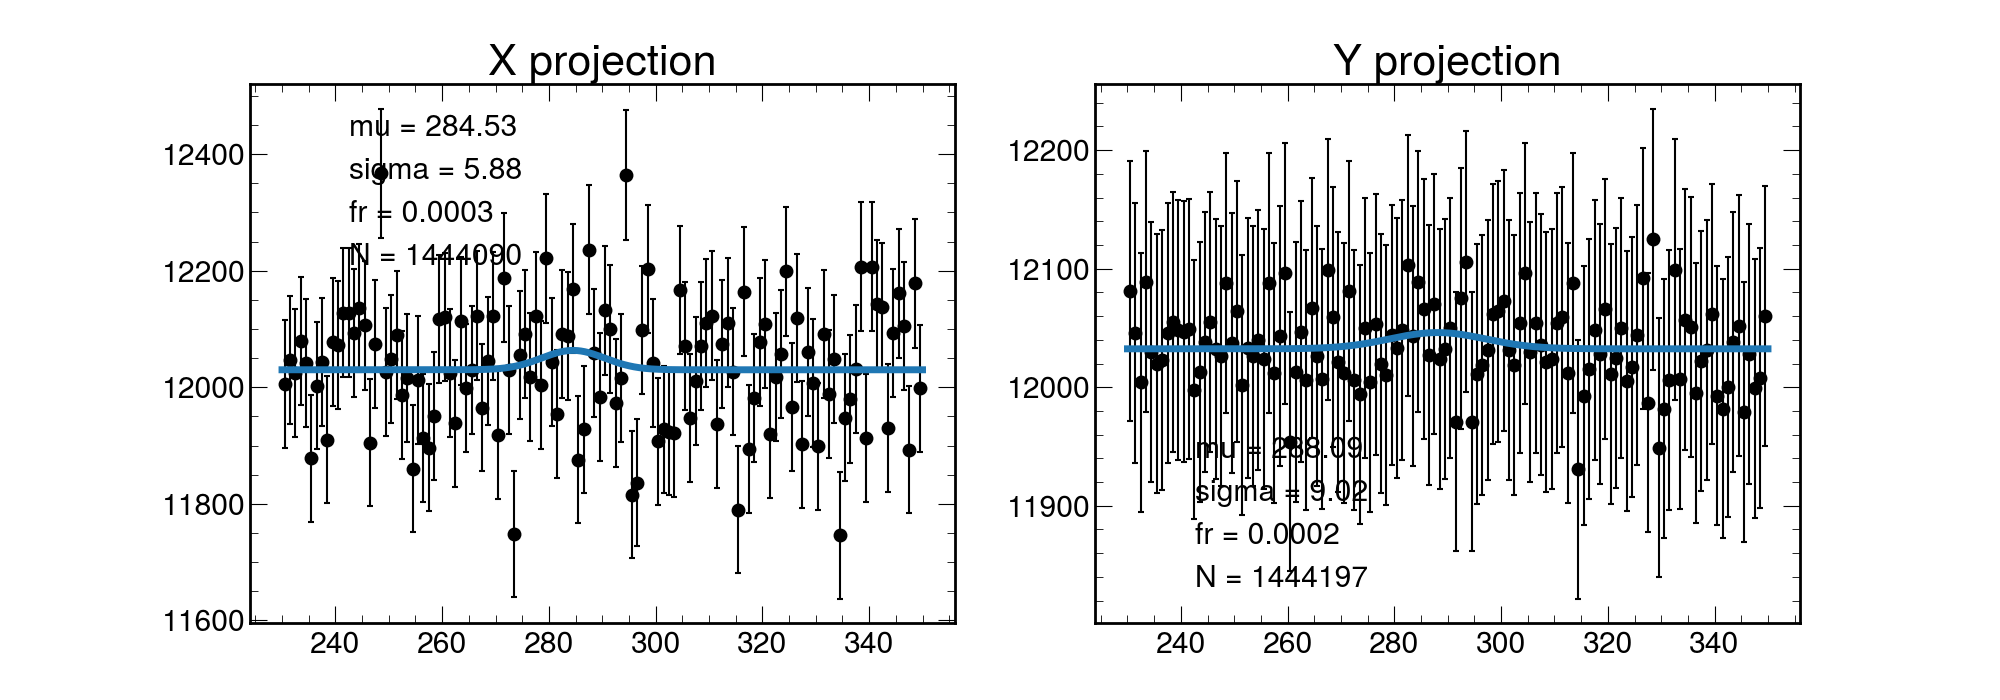 X projection
mu = 284.53
sigma = 5.88
fr = 0.0003
N = 1444090
12400
12200
12000
11800
11600
240 260 280 300 320 340
Y projection
12200
12100
12000
11900
mu = 288.09
sigma = 9.02
fr = 0.0002
N = 1444197
240 260 280 300 320 340